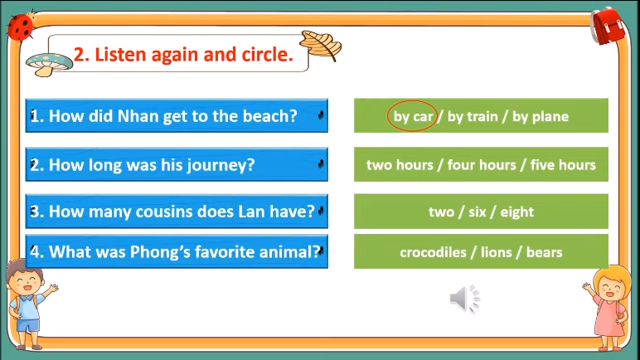 2. Listen again and circle.
1. How did Nhan get to the beach?
by car / by train / by plane
2. How long was his journey?
two hours / four hours / five hours
3. How many cousins does Lan have?
two / six / eight
4. What was Phong’s favorite animal?
crocodiles / lions / bears